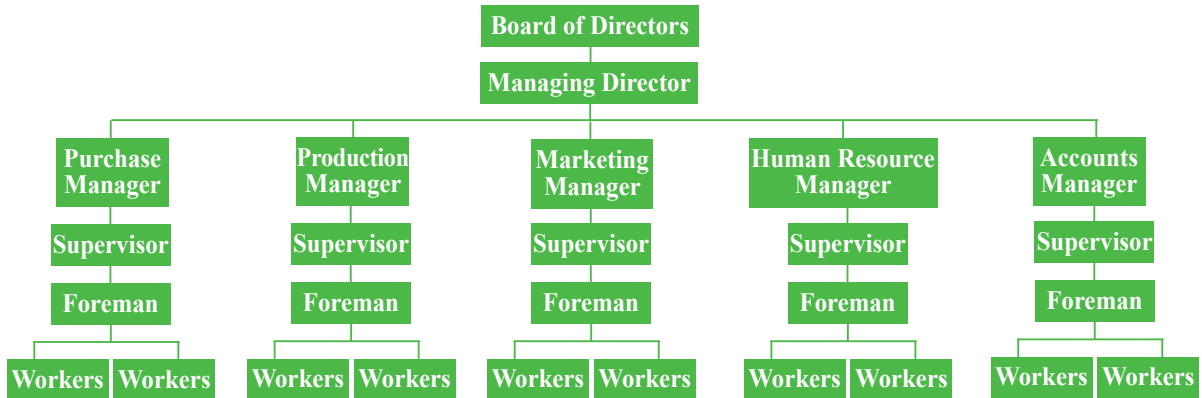 Board of Directors
Managing Director
Purchase
Manager
Production
Manager
Marketing
Manager
Human Resource
Manager
Accounts
Manager
Supervisor
Supervisor
Supervisor
Supervisor
Supervisor
Foreman
Foreman
Foreman
Foreman
Foreman
Workers
Workers
Workers
Workers
Workers
Workers
Workers
Workers
Workers
Workers